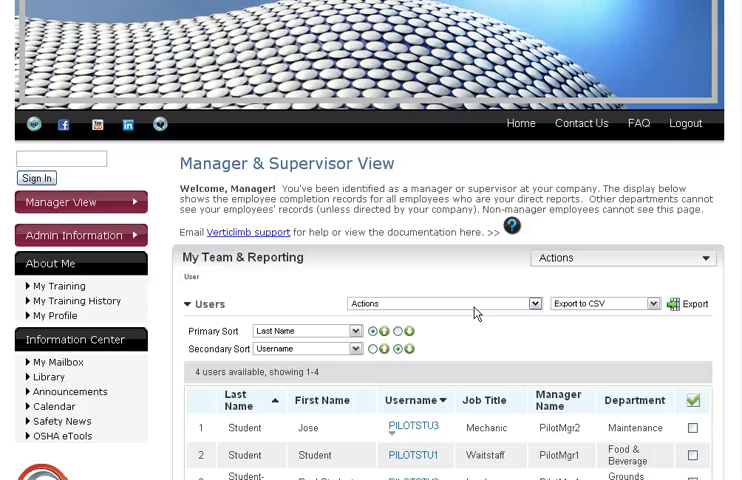 Home Contact Us FAQ Logout
Sign In
Manager View
Admin Information
About Me
My Training
My Training History
My Profile
Information Center
My Mailbox
Library
Announcements
Calendar
Safety News
OSHA eTools
Manager & Supervisor View
Welcome, Manager! You've been identified as a manager or supervisor at your company. The display below
shows the employee completion records for all employees who are your direct reports. Other departments cannot
see your employees' records (unless directed by your company). Non-manager employees cannot see this page.
Email Verticlimb support for help or view the documentation here. >>
My Team & Reporting Actions
User
Users Actions Export to CSV Export
Primary Sort Last Name
Secondary Sort Username
4 users available, showing 1-4
Last Name First Name Username Job Title Manager Name Department
1 Student Jose PILOTSTU3 Mechanic PilotMgr2 Maintenance
2 Student Student PILOTSTU1 Waitstaff PilotMgr1 Food & Beverage